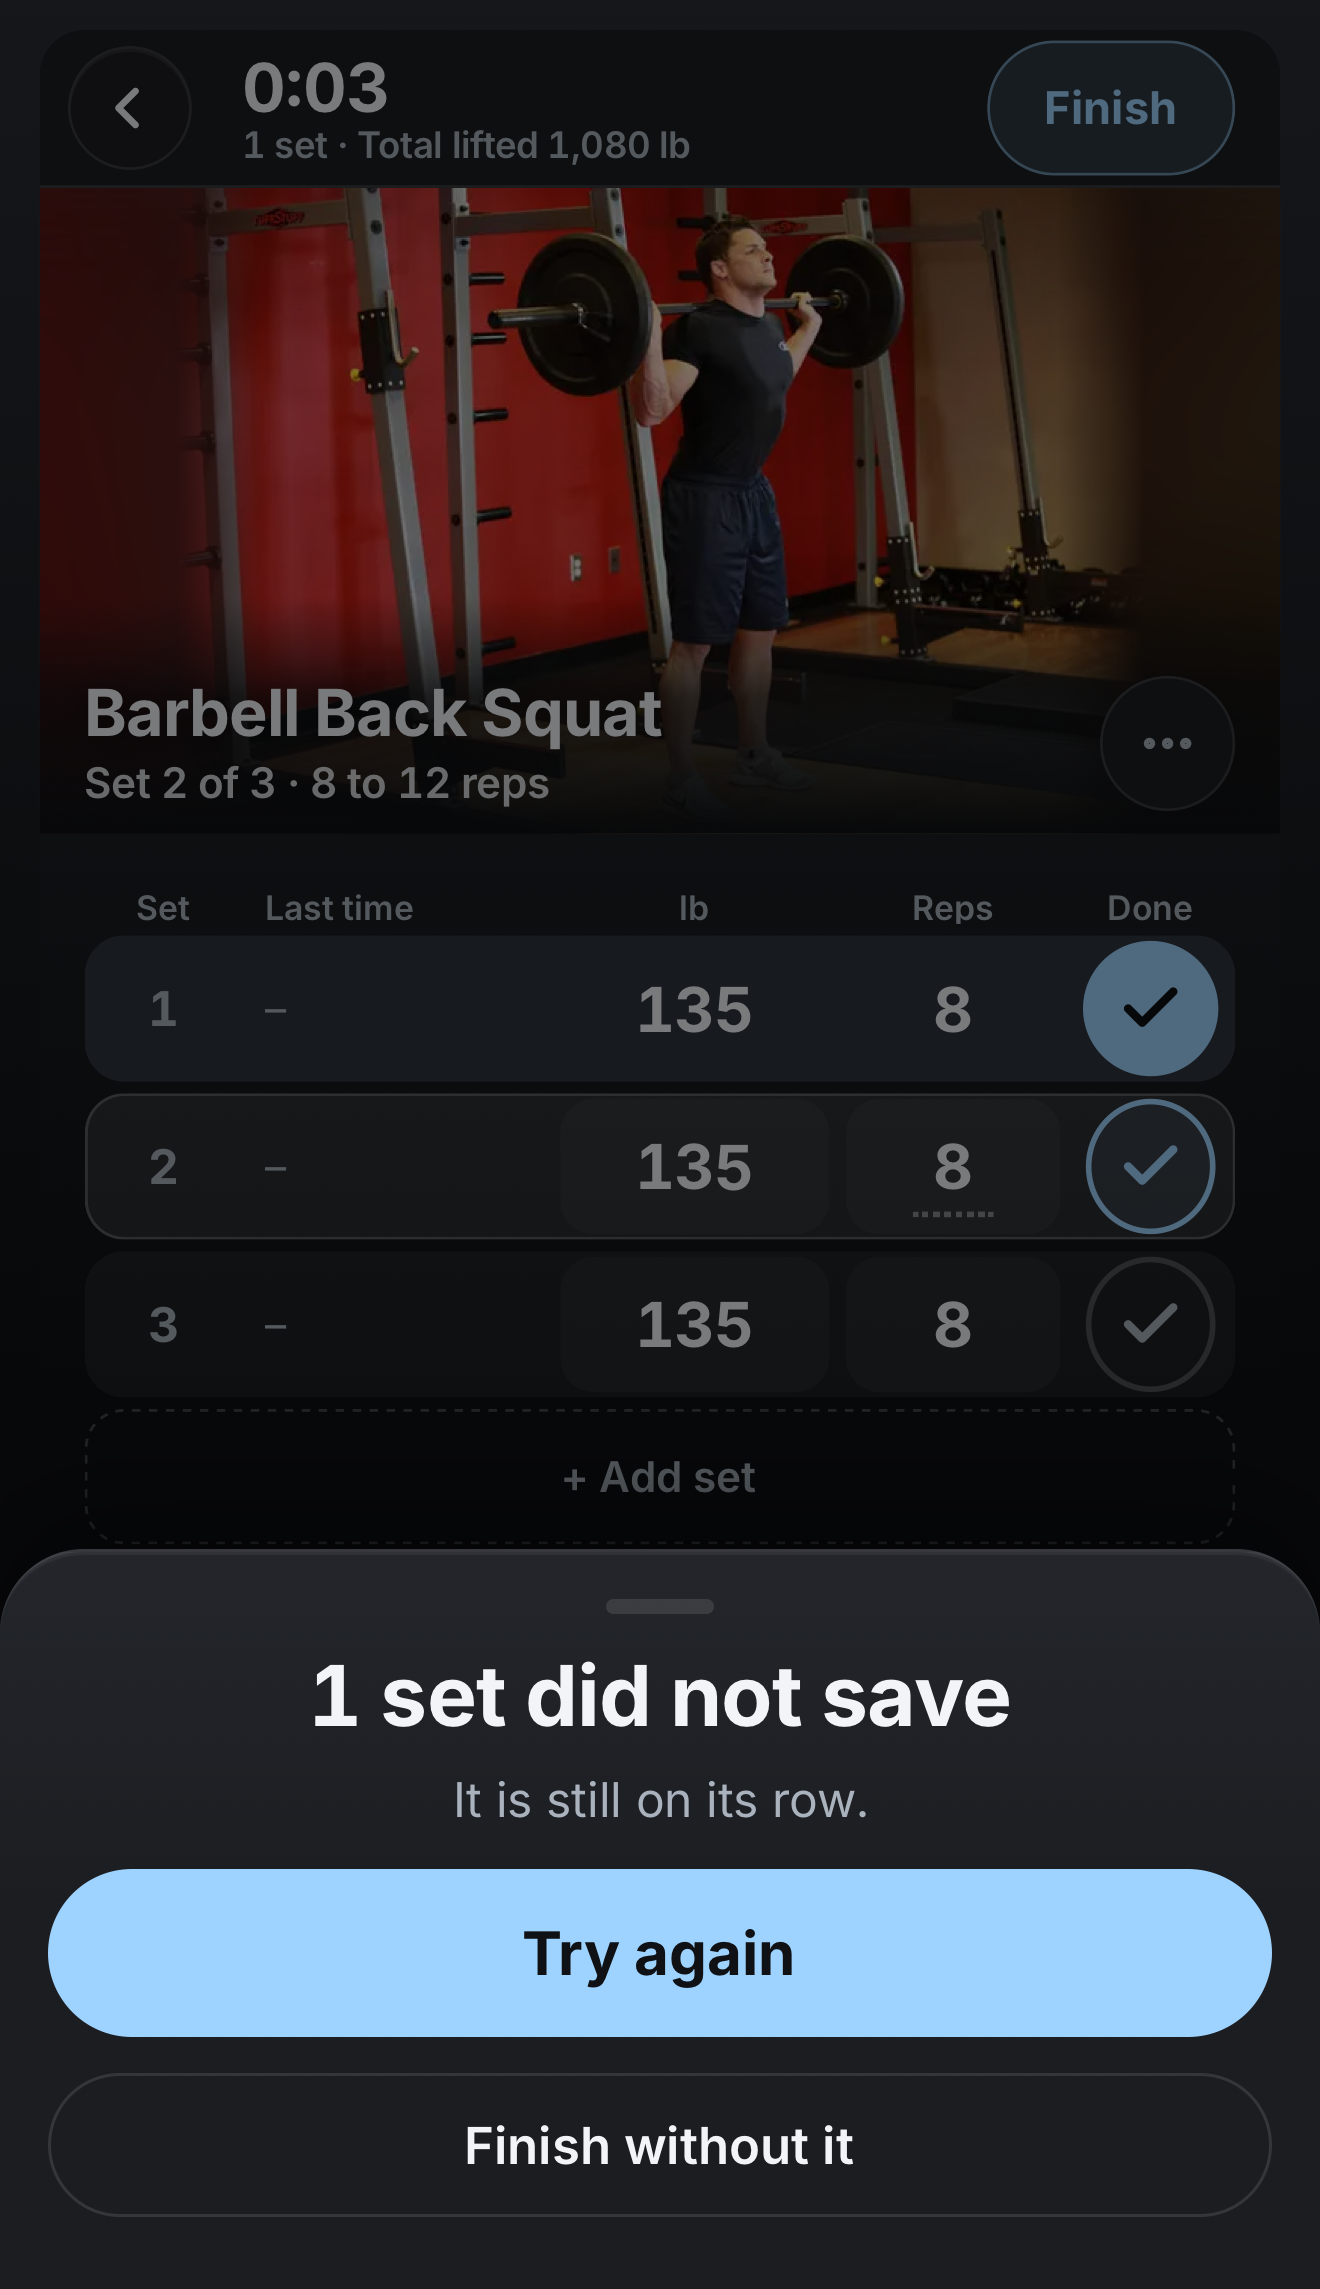 0:03
1 set · Total lifted 1,080 lb
Finish
Barbell Back Squat
Set 2 of 3 · 8 to 12 reps
Set Last time lb Reps Done
1 – 135 8
2 – 135 8
3 – 135 8
+ Add set
1 set did not save
It is still on its row.
Try again
Finish without it